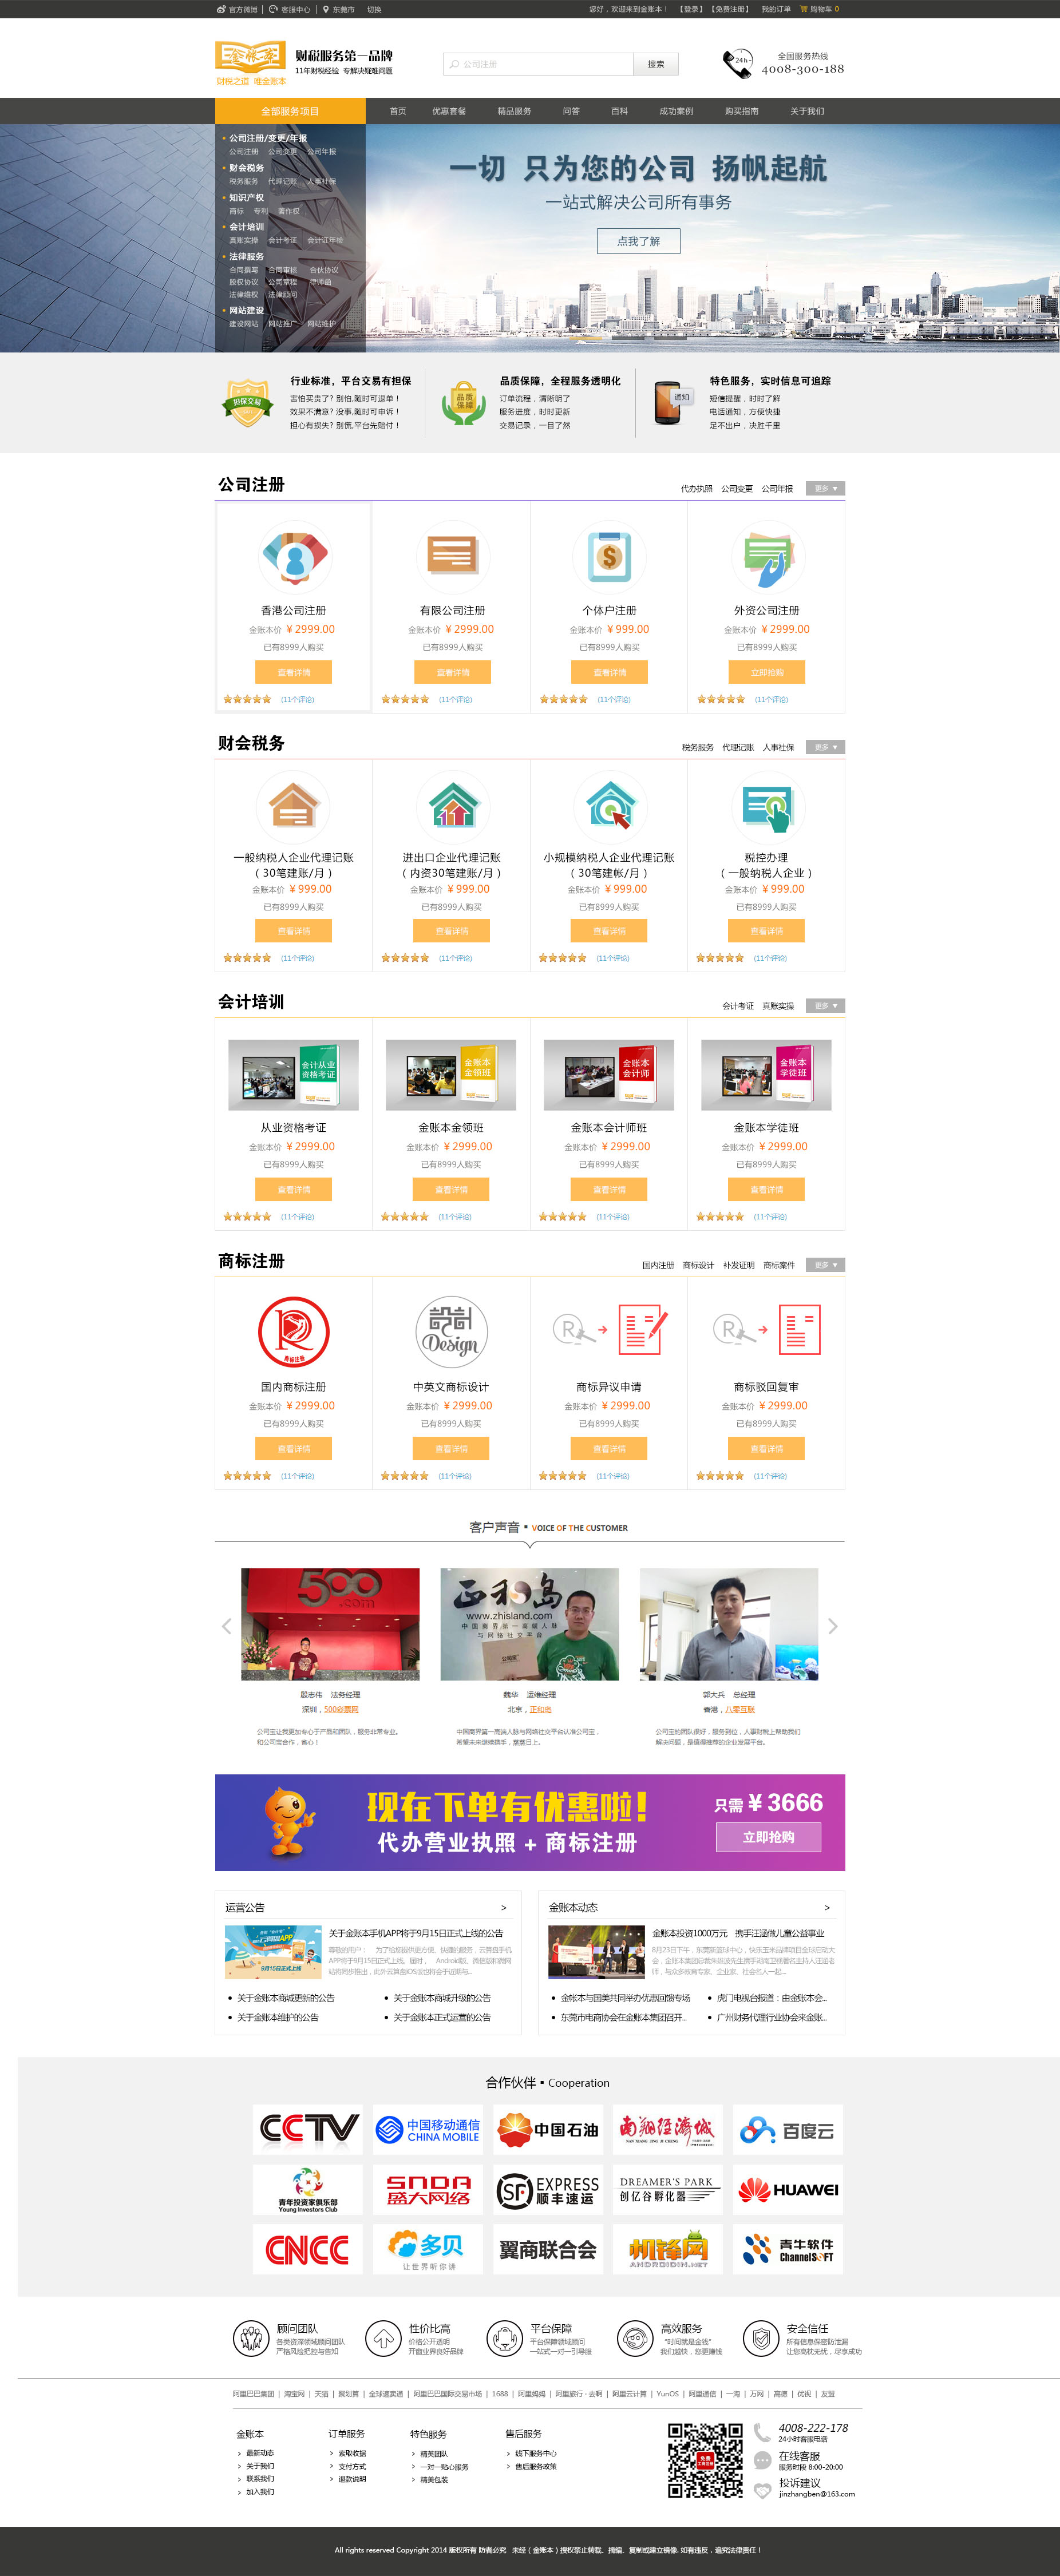 官方微博 | 客服中心 | 东莞市 切换
您好，欢迎来到金账本！ 【登录】【免费注册】 我的订单 购物车 0
金账本
财税之道 唯金账本
财税服务第一品牌
11年财税经验 专解决疑难问题
公司注册 搜索
24h
全国服务热线
4008-300-188
全部服务项目 首页 优惠套餐 精品服务 问答 百科 成功案例 购买指南 关于我们
公司注册/变更/年报
公司注册 公司变更 公司年报
财会税务
税务服务 代理记账 人事社保
知识产权
商标 专利 著作权
会计培训
真账实操 会计考证 会计证年检
法律服务
合同撰写 合同审核 合伙协议
股权协议 公司章程 律师函
法律维权 法律顾问
网站建设
建设网站 网站推广 网站维护
一切 只为您的公司 扬帆起航
一站式解决公司所有事务
点我了解
担保交易
行业标准，平台交易有担保
害怕买贵了? 别怕,随时可退单！
效果不满意? 没事,随时可申诉！
担心有损失? 别慌,平台先赔付！
品质保障
品质保障，全程服务透明化
订单流程，清晰明了
服务进度，时时更新
交易记录，一目了然
通知
特色服务，实时信息可追踪
短信提醒，时时了解
电话通知，方便快捷
足不出户，决胜千里
公司注册 代办执照 公司变更 公司年报 更多
香港公司注册 有限公司注册 个体户注册 外资公司注册
金账本价 ¥2999.00 金账本价 ¥2999.00 金账本价 ¥999.00 金账本价 ¥2999.00
已有8999人购买 已有8999人购买 已有8999人购买 已有8999人购买
查看详情 查看详情 查看详情 立即抢购
(11个评论) (11个评论) (11个评论) (11个评论)
财会税务 税务服务 代理记账 人事社保 更多
一般纳税人企业代理记账 进出口企业代理记账 小规模纳税人企业代理记账 税控办理
（30笔建账/月） （内资30笔建账/月） （30笔建帐/月） （一般纳税人企业）
金账本价 ¥999.00 金账本价 ¥999.00 金账本价 ¥999.00 金账本价 ¥999.00
已有8999人购买 已有8999人购买 已有8999人购买 已有8999人购买
查看详情 查看详情 查看详情 查看详情
(11个评论) (11个评论) (11个评论) (11个评论)
会计培训 会计考证 真账实操 更多
会计从业资格考证 金账本金领班 金账本会计师 金账本学徒班
从业资格考证 金账本金领班 金账本会计师班 金账本学徒班
金账本价 ¥2999.00 金账本价 ¥2999.00 金账本价 ¥2999.00 金账本价 ¥2999.00
已有8999人购买 已有8999人购买 已有8999人购买 已有8999人购买
查看详情 查看详情 查看详情 查看详情
(11个评论) (11个评论) (11个评论) (11个评论)
商标注册 国内注册 商标设计 补发证明 商标案件 更多
R 商标注册 设计 Design R R
国内商标注册 中英文商标设计 商标异议申请 商标驳回复审
金账本价 ¥2999.00 金账本价 ¥2999.00 金账本价 ¥2999.00 金账本价 ¥2999.00
已有8999人购买 已有8999人购买 已有8999人购买 已有8999人购买
查看详情 查看详情 查看详情 查看详情
(11个评论) (11个评论) (11个评论) (11个评论)
客户声音 · VOICE OF THE CUSTOMER
500.com
正和岛
www.zhisland.com
中国商界第一高端人脉
与网络社交平台
殷志伟 法务经理 魏华 运维经理 郭大兵 总经理
深圳，500彩票网 北京，正和岛 香港，八零互联
公司宝让我更加专心于产品和团队，服务非常专业。
和公司宝合作，省心！
中国商界第一高端人脉与网络社交平台认准公司宝，
希望未来继续携手，蒸蒸日上。
公司宝的团队很好，服务到位，人事财税上帮助我们
解决问题，是值得推荐的企业发展平台。
现在下单有优惠啦！
代办营业执照 + 商标注册
只需 ¥3666
立即抢购
运营公告 >
APP
9月15日正式上线
关于金账本手机APP将于9月15日正式上线的公告
尊敬的用户： 为了给您提供更方便、快捷的服务，云算盘手机
APP将于9月15日正式上线。届时， Android版、微信版和微网
站将同步推出，此外云算盘iOS版也将会于近期与...
关于金账本商城更新的公告 关于金账本商城升级的公告
关于金账本维护的公告 关于金账本正式运营的公告
金账本动态 >
金账本投资1000万元 携手汪涵做儿童公益事业
8月23日下午，东莞新篮球中心，快乐玉米品牌项目全球启动大
会，金账本集团总裁朱德波先生携手湖南卫视著名主持人汪涵老
师，与众多教育专家、企业家、社会名人一起...
金帐本与国美共同举办优惠回馈专场 虎门电视台报道：由金账本会...
东莞市电商协会在金账本集团召开... 广州财务代理行业协会来金账...
合作伙伴 · Cooperation
CCTV 中国移动通信 CHINA MOBILE 中国石油 南翔经济城 NAN XIANG JING JI CHENG 百度云
青年投资家俱乐部 Young Investors Club SNDA 盛大网络 SF EXPRESS 顺丰速运 DREAMER'S PARK 创亿谷孵化器 HUAWEI
CNCC 多贝 让世界听你讲 翼商联合会 机锋网 ANDROIDIN.NET 青牛软件 ChannelSoFT
顾问团队
各类资深领域顾问团队
严格风险把控与告知
性价比高
价格公开透明
开窗业界良好品牌
平台保障
平台保障领域顾问
一站式一对一引导服
高效服务
“时间就是金钱”
我们越快，您更赚钱
安全信任
所有信息保密防泄漏
让您高枕无忧，尽享成功
阿里巴巴集团 | 淘宝网 | 天猫 | 聚划算 | 全球速卖通 | 阿里巴巴国际交易市场 | 1688 | 阿里妈妈 | 阿里旅行 · 去啊 | 阿里云计算 | YunOS | 阿里通信 | 一淘 | 万网 | 高德 | 优视 | 友盟
金账本 订单服务 特色服务 售后服务
最新动态 索取收据 精英团队 线下服务中心
关于我们 支付方式 一对一贴心服务 售后服务政策
联系我们 退款说明 精美包装
加入我们
免费
4008-222-178
24小时客服电话
在线客服
服务时段 8:00-20:00
投诉建议
jinzhangben@163.com
All rights reserved Copyright 2014 版权所有 防者必究 未经（金账本）授权禁止转载、摘编、复制或建立镜像. 如有违反，追究法律责任！